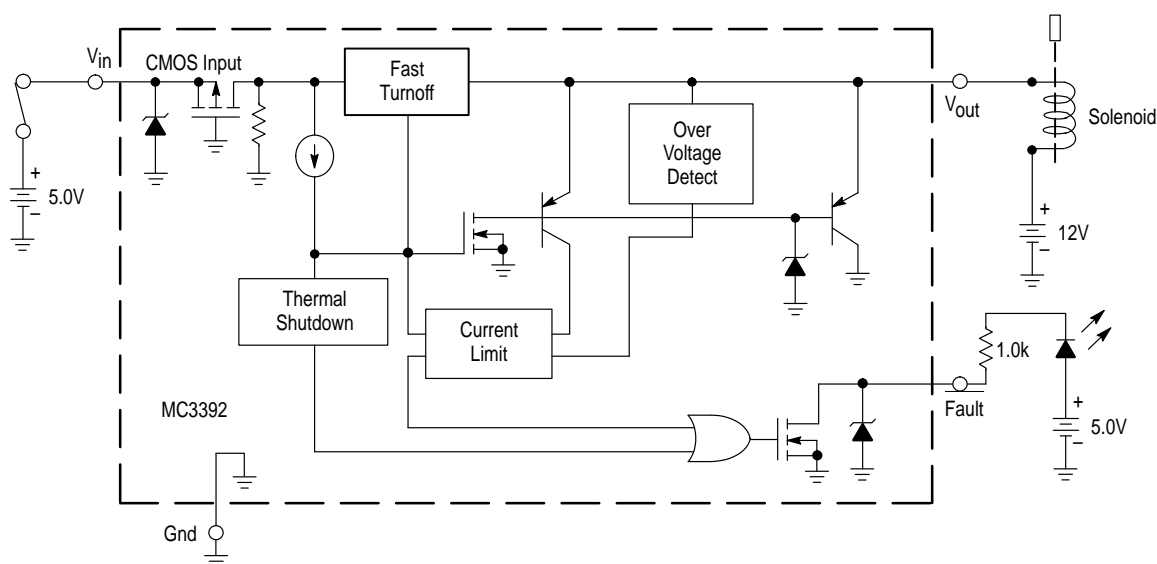 Vin
CMOS Input
Fast
Turnoff
Vout
Solenoid
Over
Voltage
Detect
+
5.0V
−
+
12V
−
Thermal
Shutdown
Current
Limit
1.0k
MC3392
Fault
+
5.0V
−
Gnd